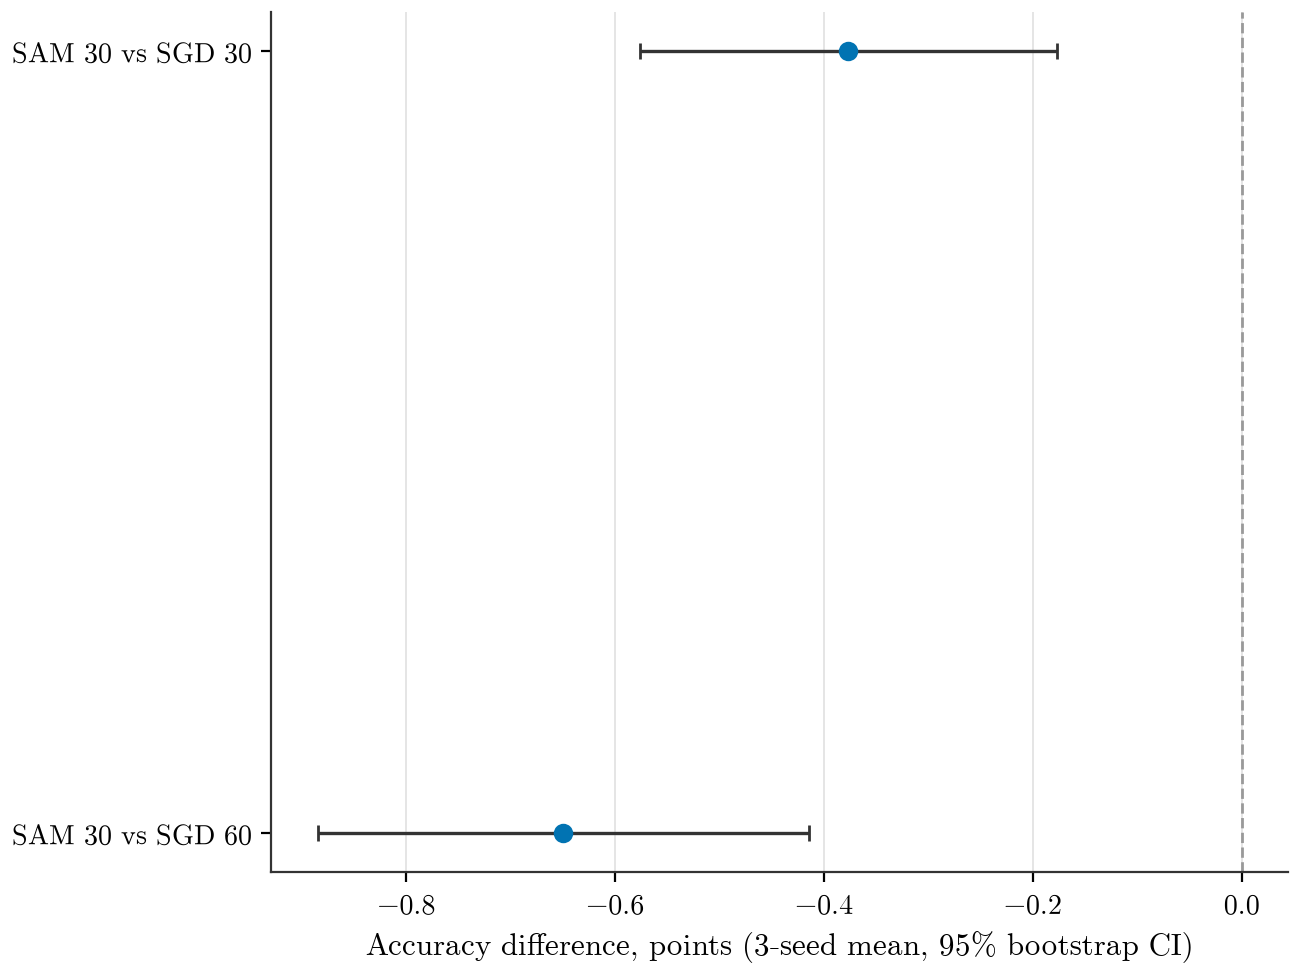 SAM 30 vs SGD 30
SAM 30 vs SGD 60
−0.8 −0.6 −0.4 −0.2 0.0
Accuracy difference, points (3-seed mean, 95% bootstrap CI)